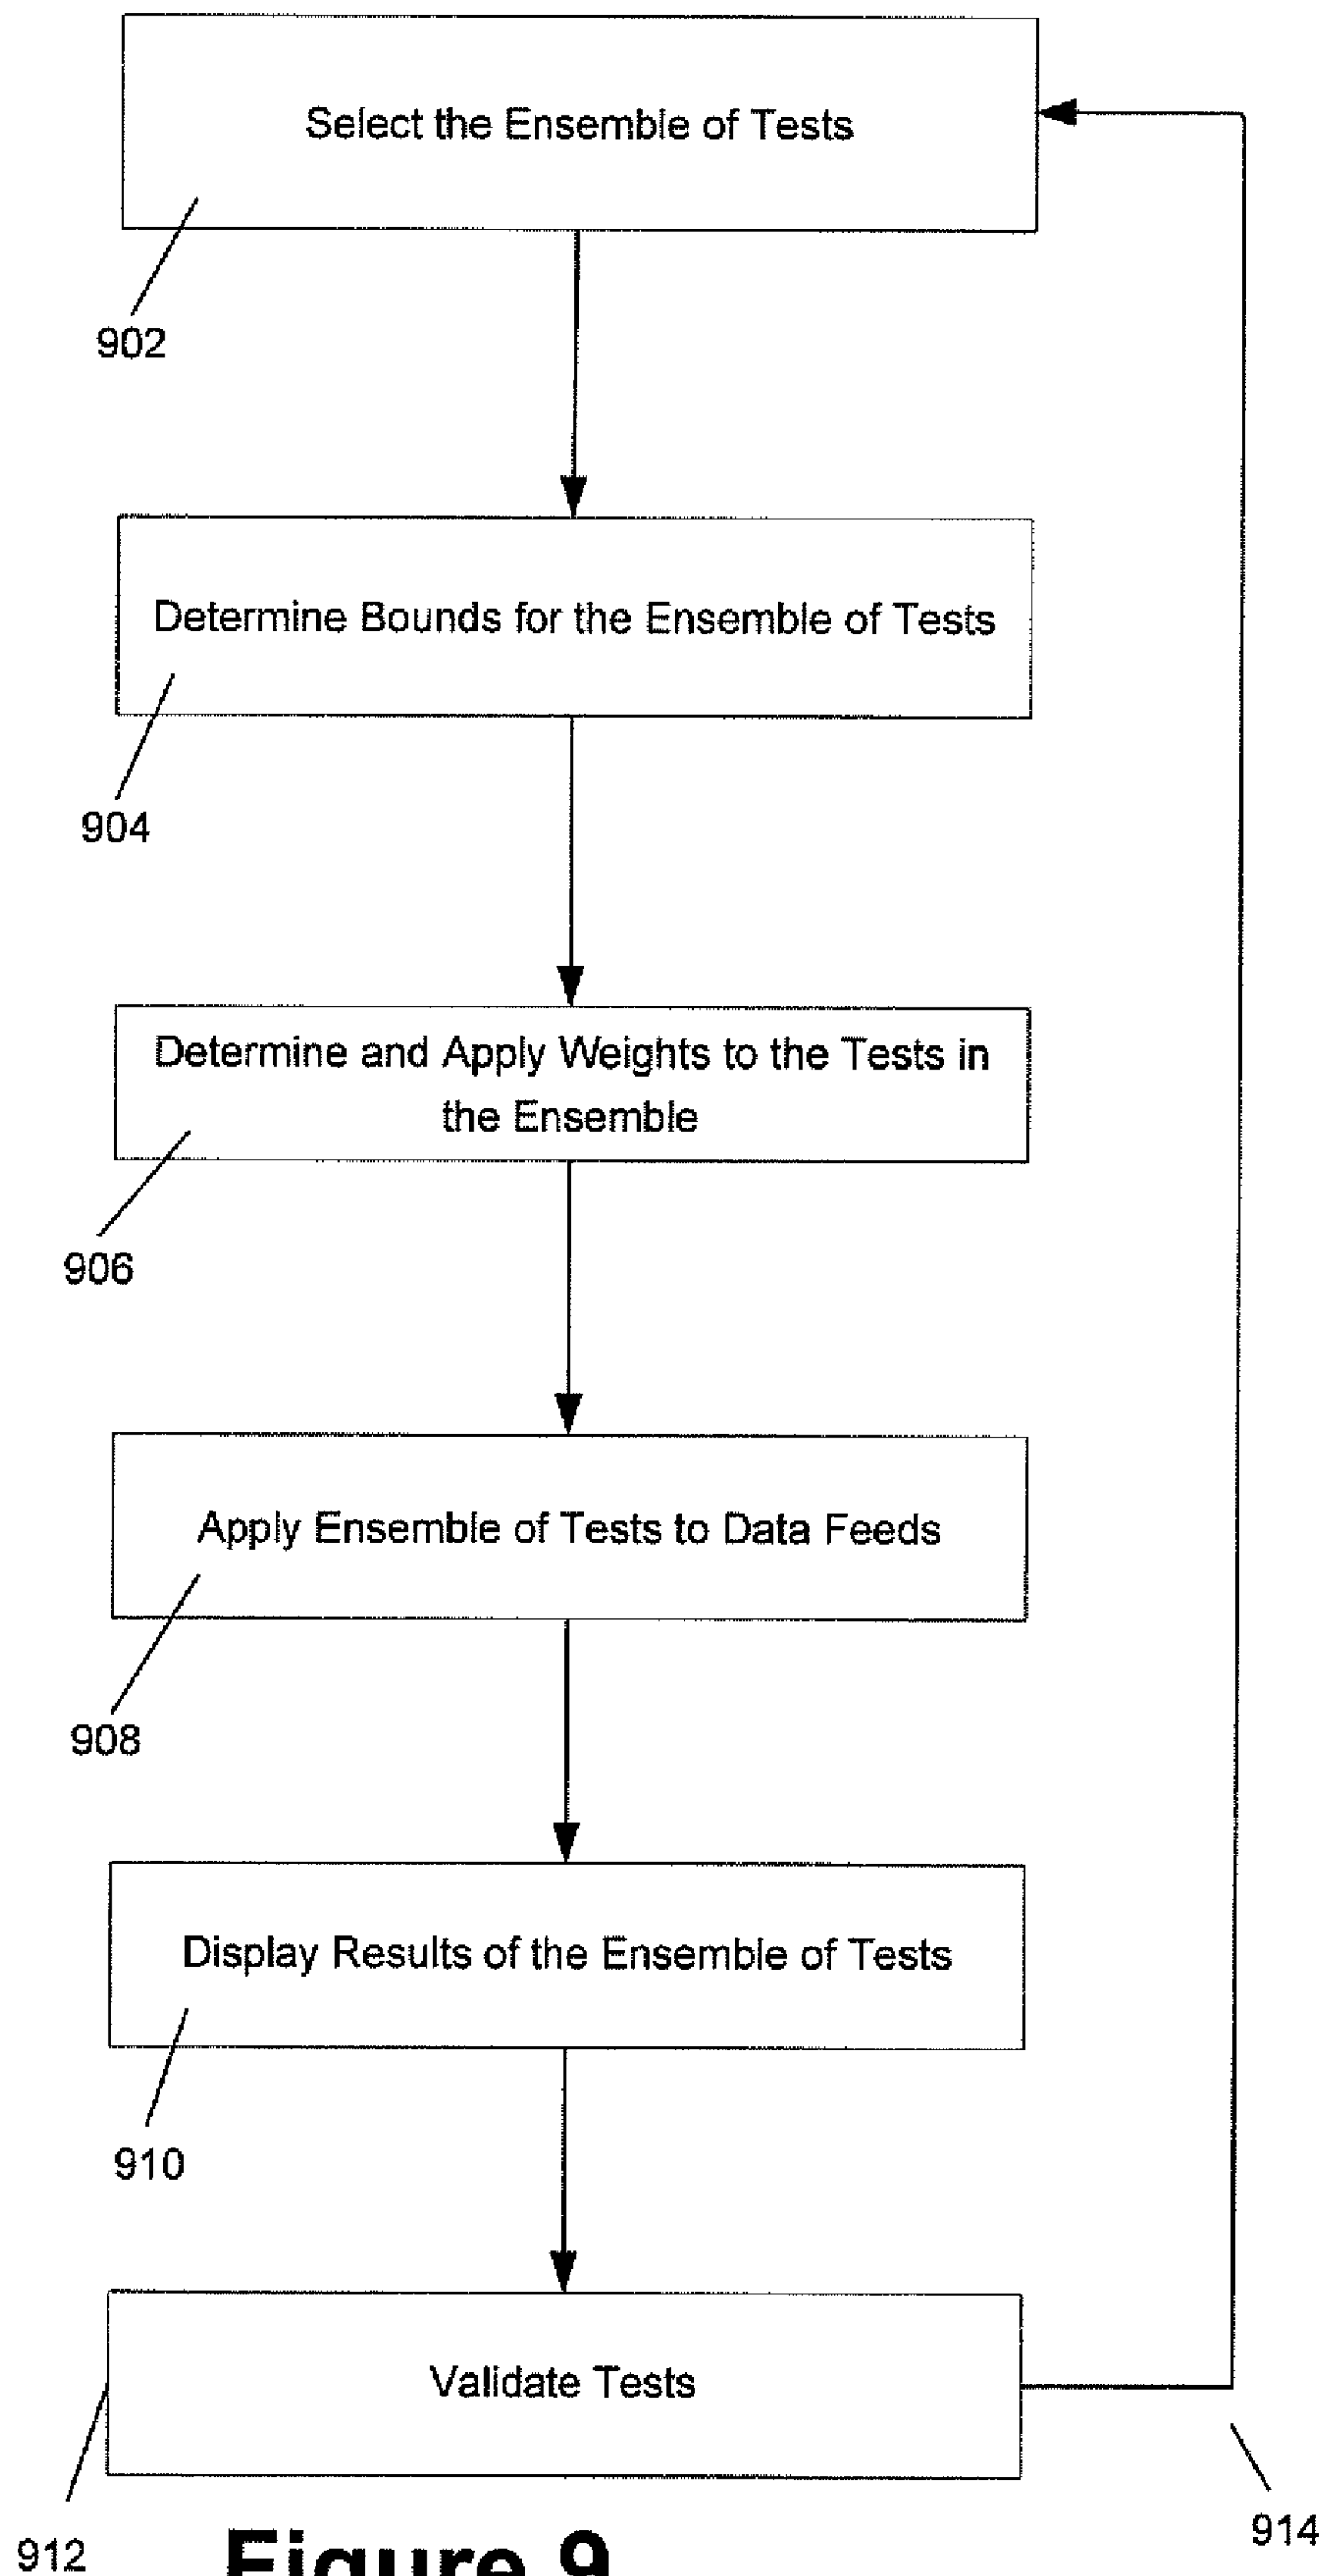 Select the Ensemble of Tests
902
Determine Bounds for the Ensemble of Tests
904
Determine and Apply Weights to the Tests in
the Ensemble
906
Apply Ensemble of Tests to Data Feeds
908
Display Results of the Ensemble of Tests
910
Validate Tests
912
914
Figure 9